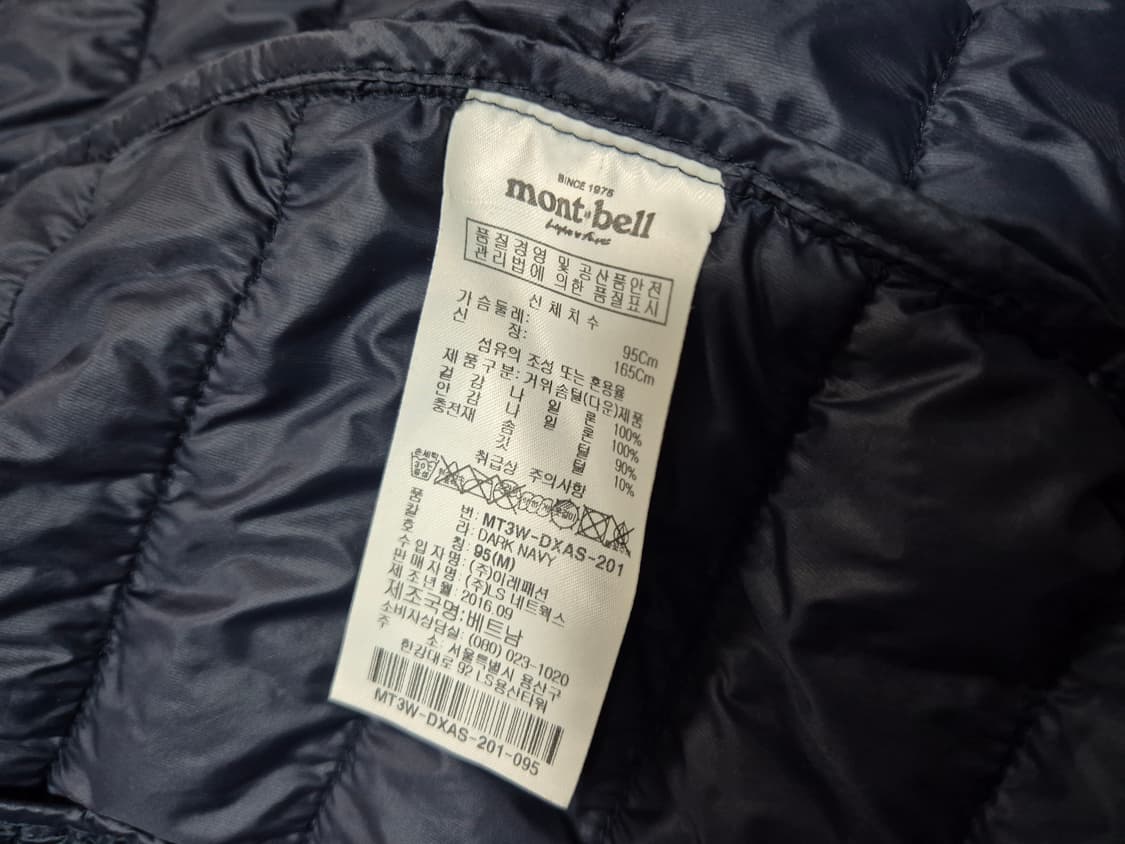 SINCE 1975
mont·bell
품질경영 및 공산품안전
관리법에 의한 품질표시
신체치수
가슴둘레: 95Cm
신 장: 165Cm
섬유의 조성 또는 혼용율
제품구분: 거위솜털(다운)제품
겉 감 나 일 론 100%
안 감 나 일 론 100%
충전재 솜 털 90%
깃 털 10%
취급상 주의사항
손세탁
품 번: MT3W-DXAS-201
칼 라: DARK NAVY
호 칭: 95(M)
수 입 자 명: (주)이레패션
판 매 자 명: (주)LS 네트웍스
제 조 년 월: 2016.09
제조국명: 베트남
소비자상담실: (080) 023-1020
주 소: 서울특별시 용산구
한강대로 92 LS용산타워
MT3W-DXAS-201-095